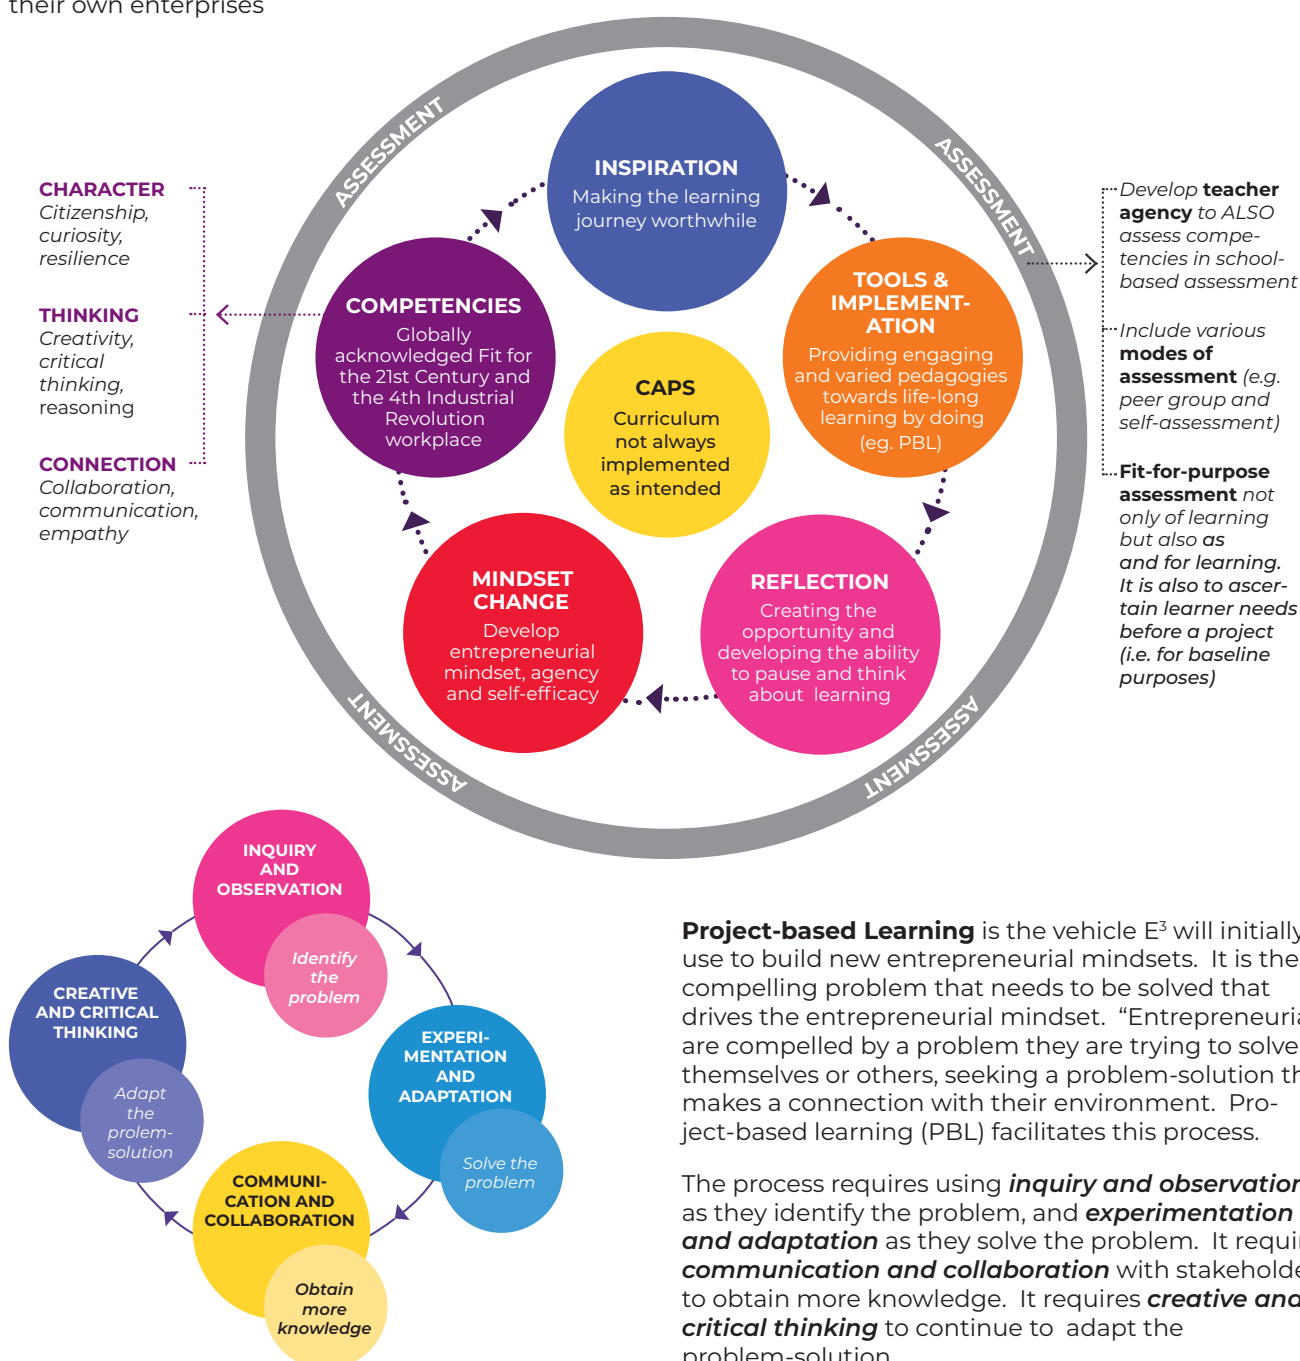 their own enterprises
ASSESSMENT
ASSESSMENT
ASSESSMENT
ASSESSMENT
INSPIRATION
Making the learning
journey worthwhile
TOOLS &
IMPLEMENT-
ATION
Providing engaging
and varied pedagogies
towards life-long
learning by doing
(eg. PBL)
REFLECTION
Creating the
opportunity and
developing the ability
to pause and think
about learning
MINDSET
CHANGE
Develop
entrepreneurial
mindset, agency
and self-efficacy
COMPETENCIES
Globally
acknowledged Fit for
the 21st Century and
the 4th Industrial
Revolution
workplace
CAPS
Curriculum
not always
implemented
as intended
CHARACTER
Citizenship,
curiosity,
resilience
THINKING
Creativity,
critical
thinking,
reasoning
CONNECTION
Collaboration,
communication,
empathy
Develop teacher
agency to ALSO
assess compe-
tencies in school-
based assessment
Include various
modes of
assessment (e.g.
peer group and
self-assessment)
Fit-for-purpose
assessment not
only of learning
but also as
and for learning.
It is also to ascer-
tain learner needs
before a project
(i.e. for baseline
purposes)
INQUIRY
AND
OBSERVATION
Identify
the
problem
EXPERI-
MENTATION
AND
ADAPTATION
Solve the
problem
COMMUNI-
CATION AND
COLLABORATION
Obtain
more
knowledge
CREATIVE
AND CRITICAL
THINKING
Adapt
the
prolem-
solution
Project-based Learning is the vehicle E³ will initially
use to build new entrepreneurial mindsets. It is the
compelling problem that needs to be solved that
drives the entrepreneurial mindset. “Entrepreneuria
are compelled by a problem they are trying to solve
themselves or others, seeking a problem-solution th
makes a connection with their environment. Pro-
ject-based learning (PBL) facilitates this process.
The process requires using inquiry and observation
as they identify the problem, and experimentation
and adaptation as they solve the problem. It requir
communication and collaboration with stakeholde
to obtain more knowledge. It requires creative and
critical thinking to continue to adapt the
problem-solution